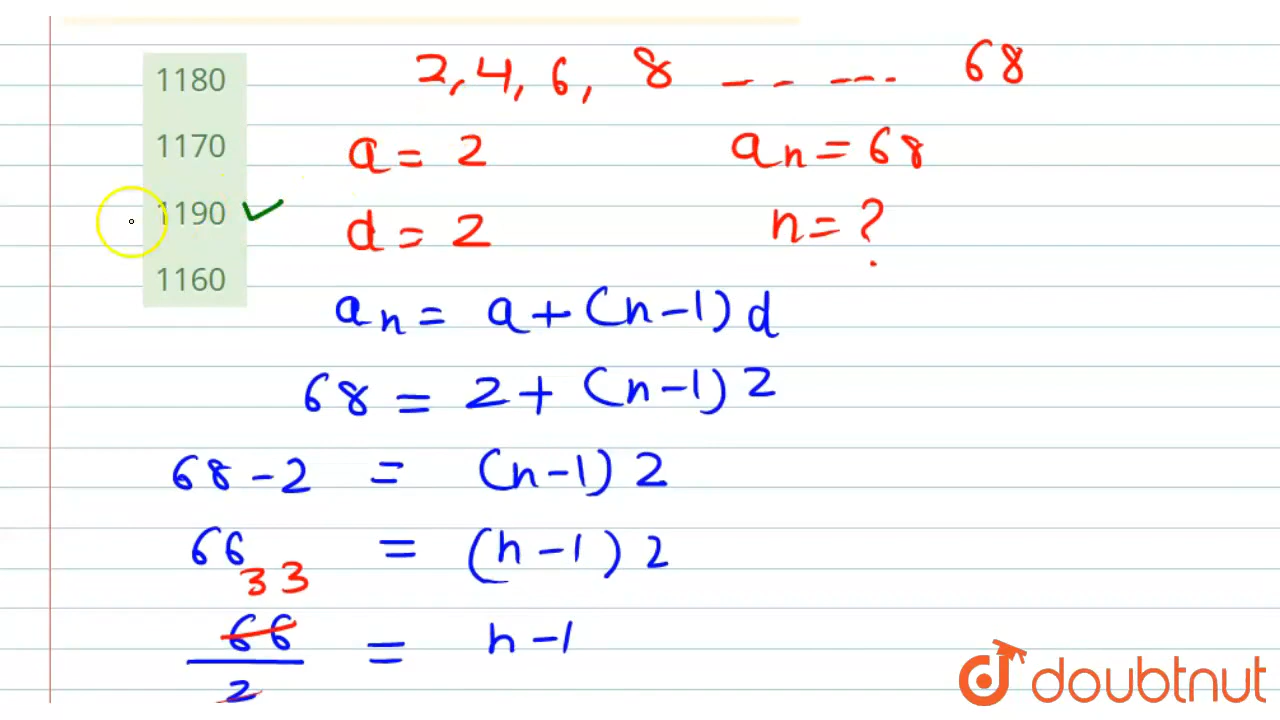 1180
1170
1190
1160
2, 4, 6, 8 -- --- 68
a = 2
an = 68
d = 2
n = ?
an = a + (n-1) d
68 = 2 + (n-1) 2
68 - 2 = (n-1) 2
66 = (n-1) 2
33
66 = n-1
2
doubtnut